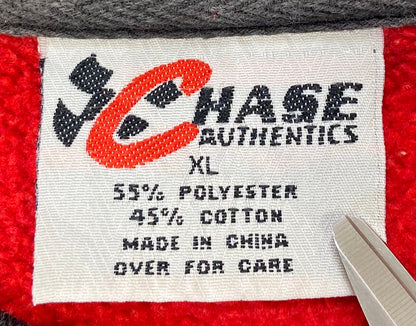 CHASE
AUTHENTICS
XL
55% POLYESTER
45% COTTON
MADE IN CHINA
OVER FOR CARE